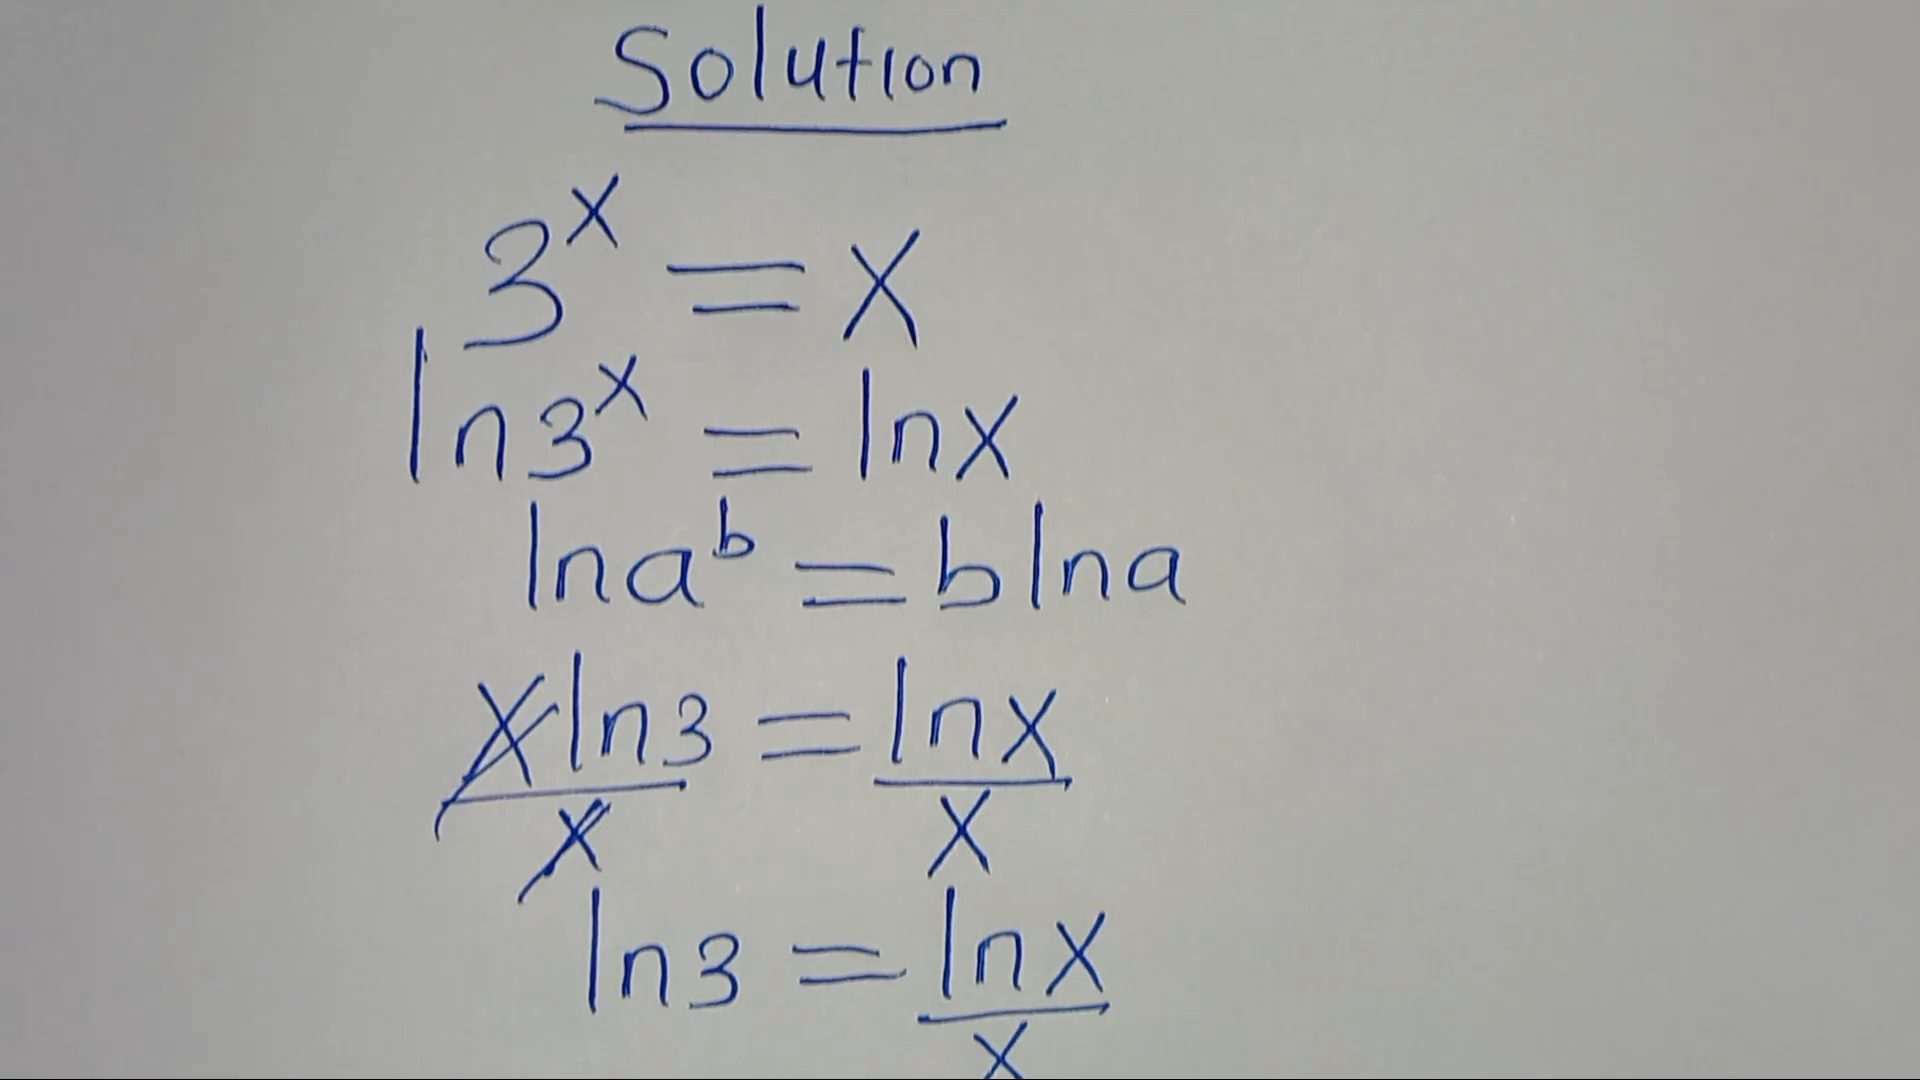 Solution
3^x = x
ln3^x = lnx
lna^b = blna
xln3/x = lnx/x
ln3 = lnx/x